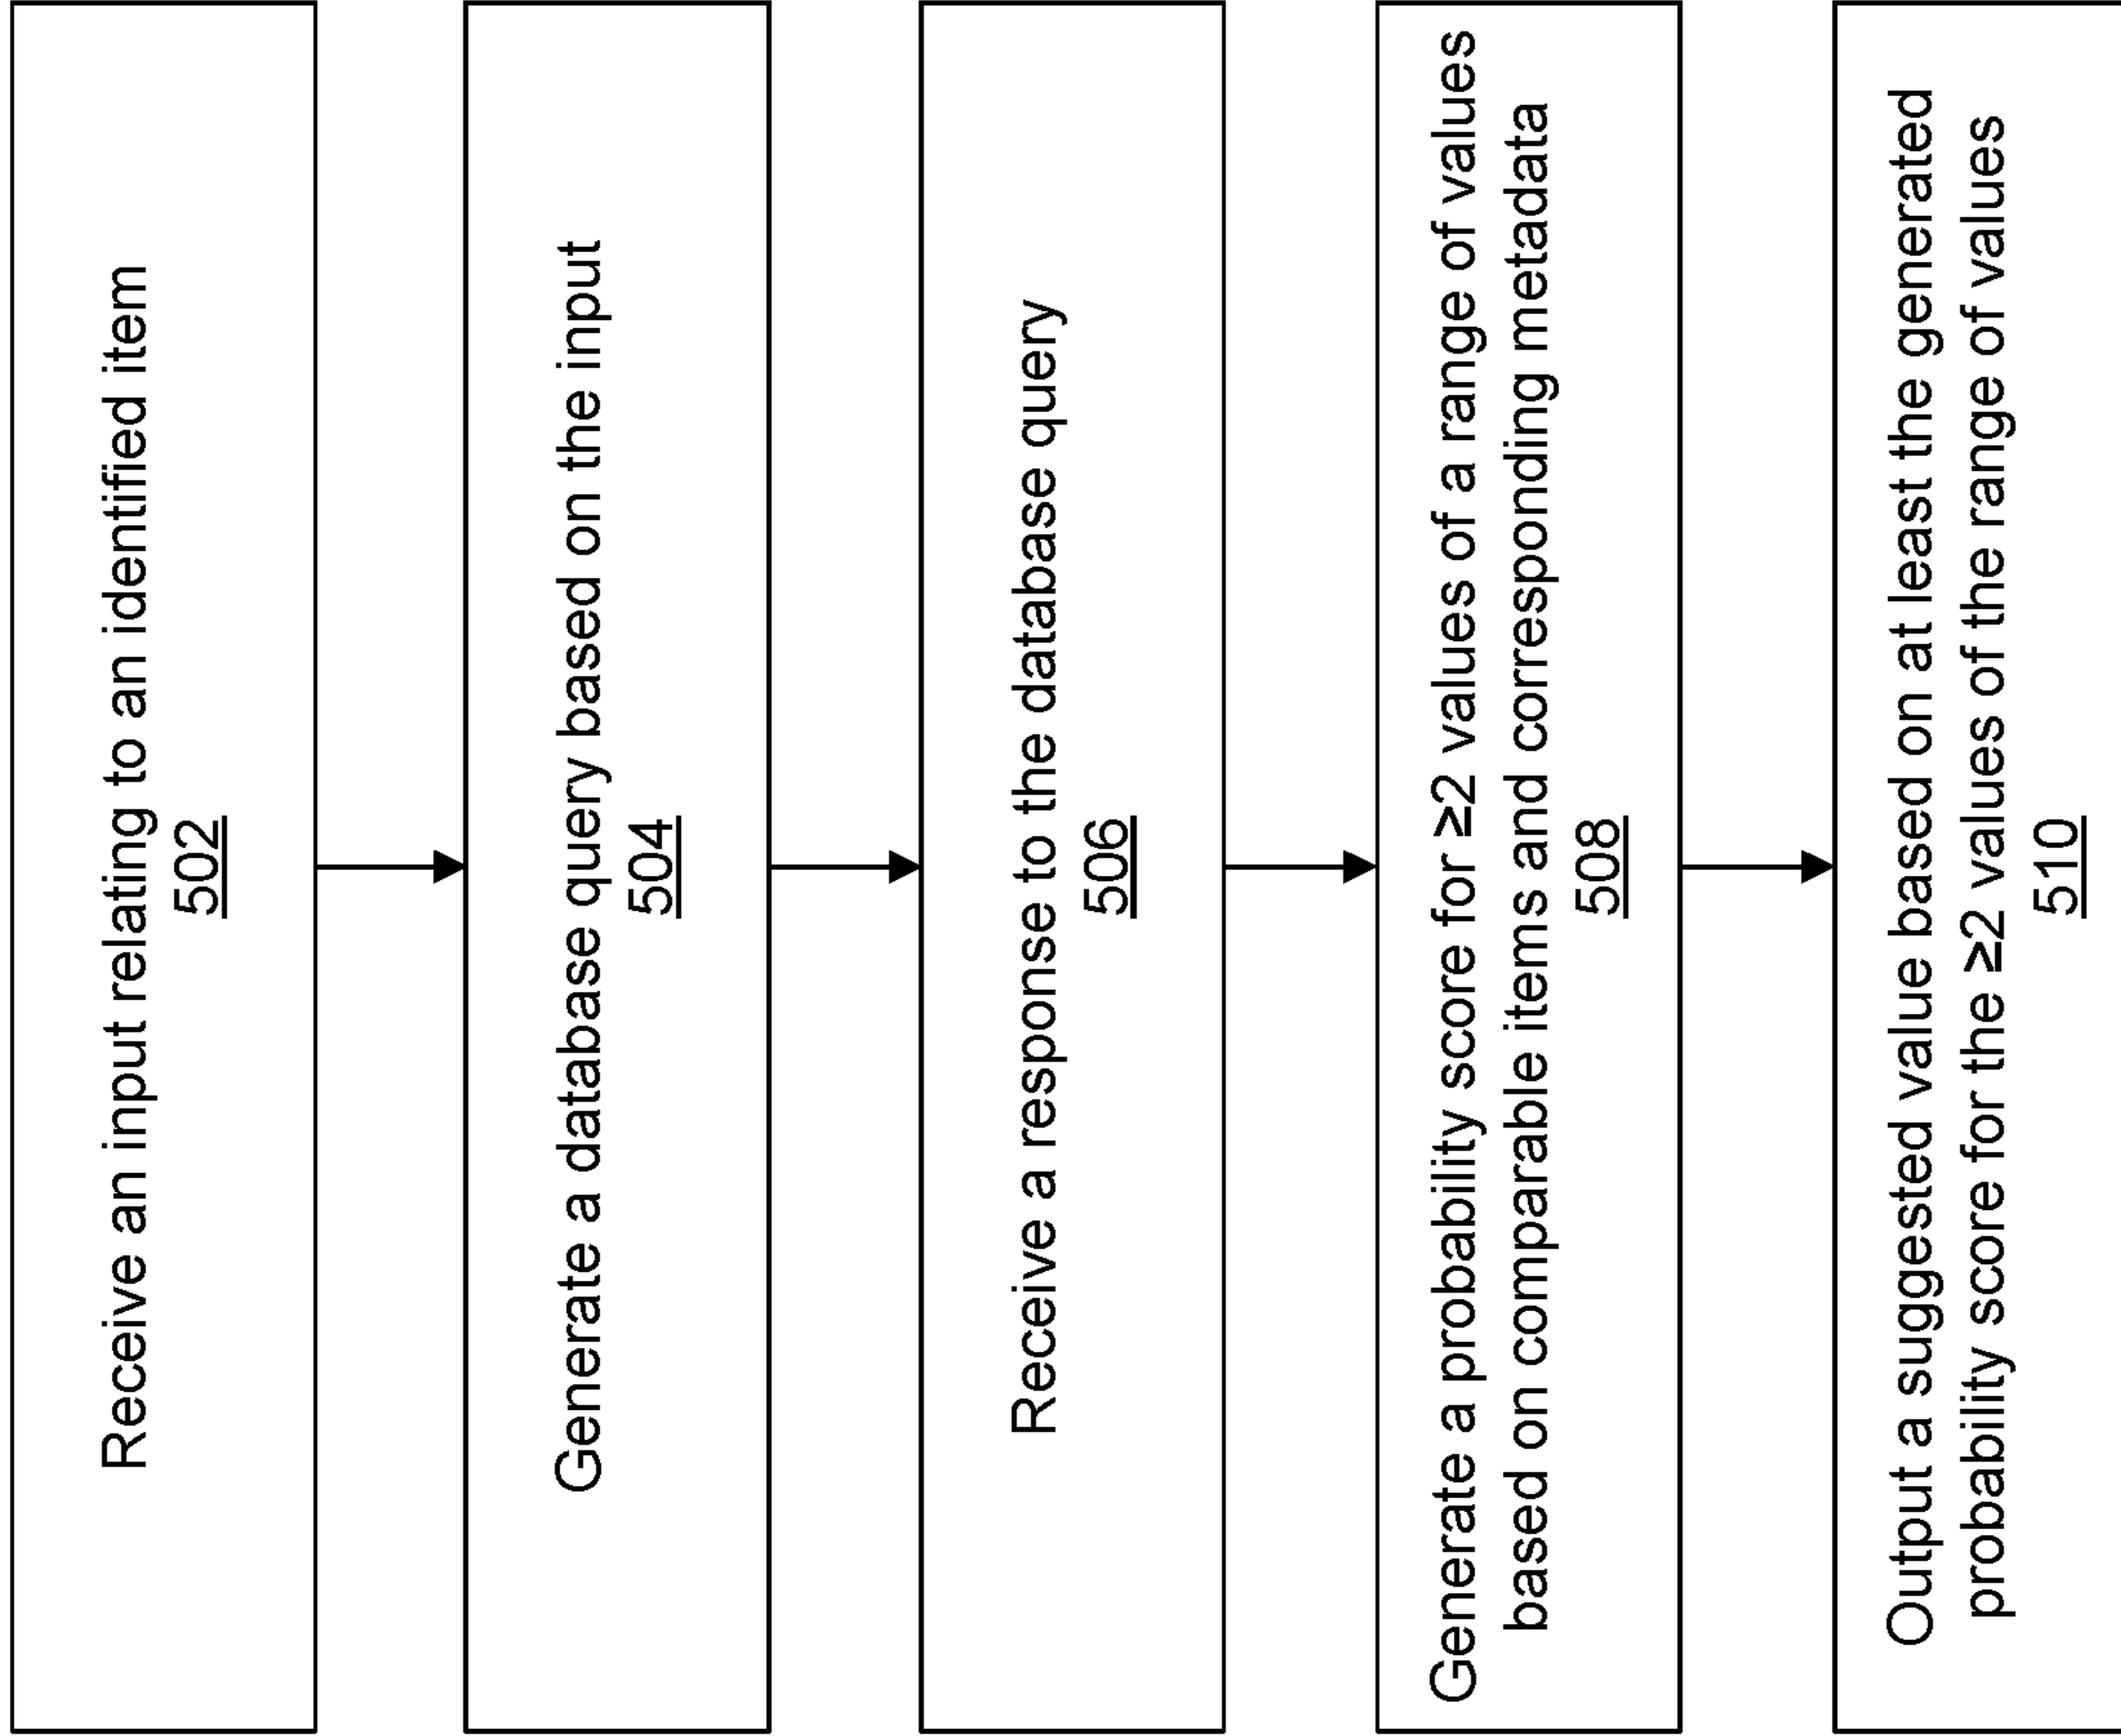 Receive an input relating to an identified item
502
Generate a database query based on the input
504
Receive a response to the database query
506
Generate a probability score for ≥2 values of a range of values
based on comparable items and corresponding metadata
508
Output a suggested value based on at least the generated
probability score for the ≥2 values of the range of values
510